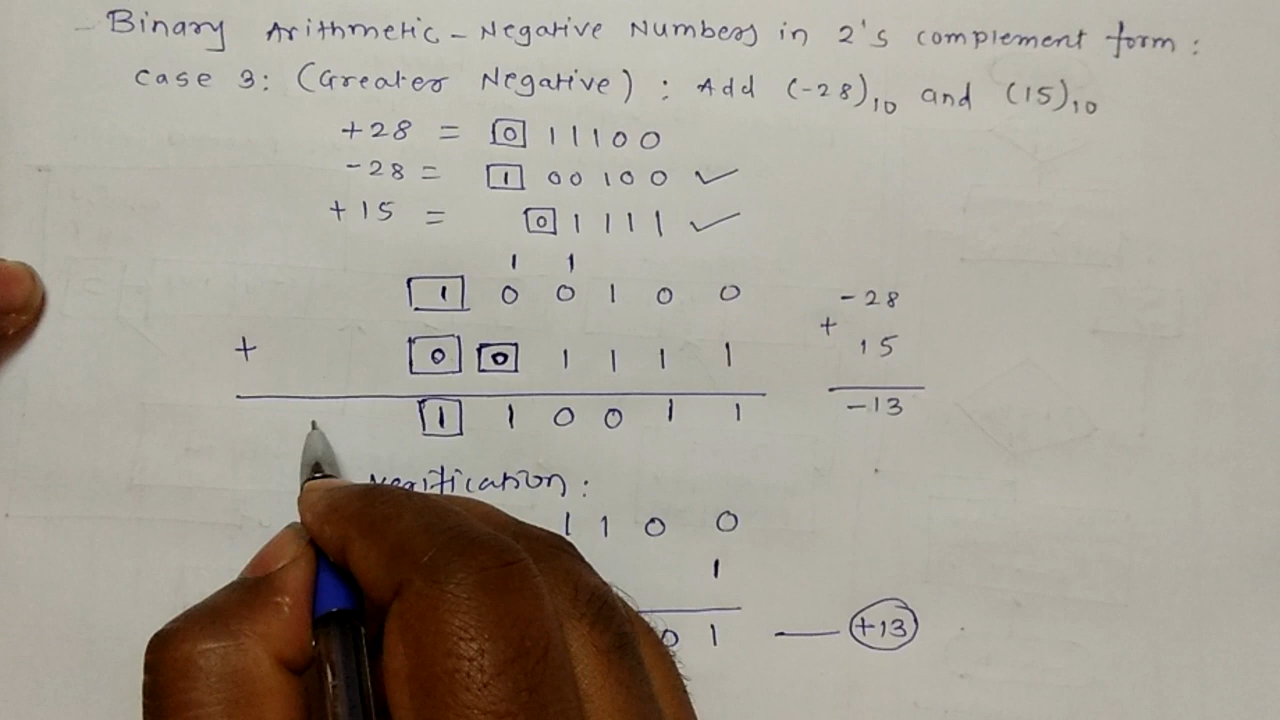 Binary Arithmetic - Negative Numbers in 2's complement form :
case 3: (Greater Negative) : Add (-28)10 and (15)10
+28 = 0 11100
-28 = 1 00100 ✓
+15 = 0 1111 ✓
1 1
1 0 0 1 0 0
-28
+ 0 0 1 1 1 1
+ 15
1 1 0 0 1 1
-13
Verification :
1 1 0 0
1
0 1 — +13